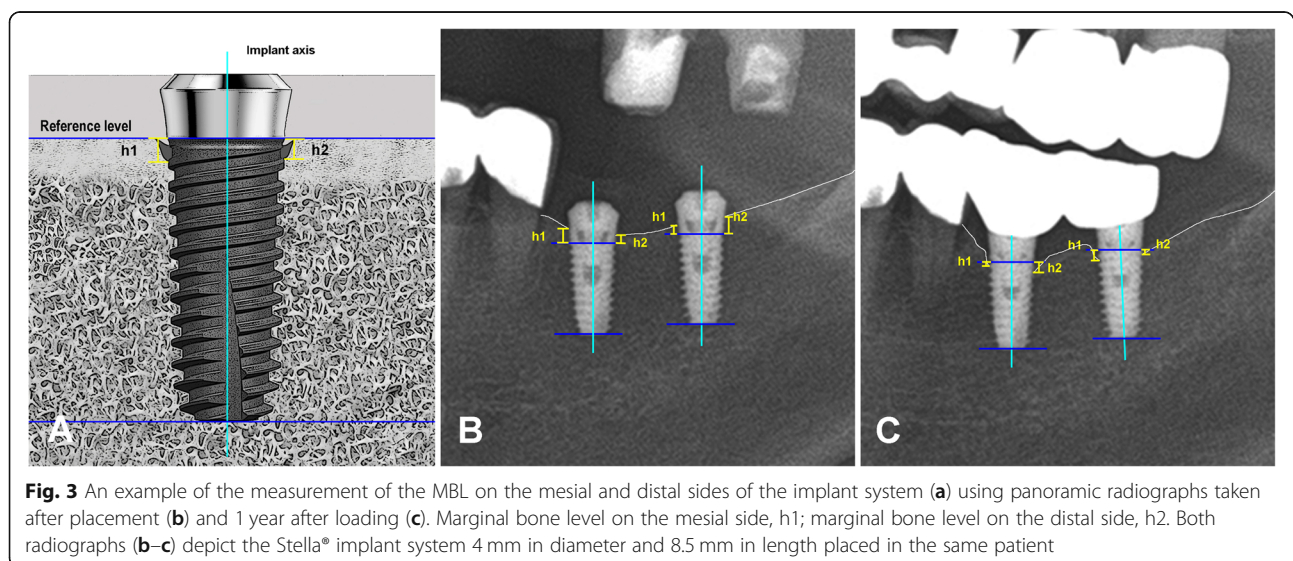 Implant axis
Reference level
h1
h2
A
h1
h2
h1
h2
B
h1
h2
h1
h2
C
Fig. 3 An example of the measurement of the MBL on the mesial and distal sides of the implant system (a) using panoramic radiographs taken
after placement (b) and 1 year after loading (c). Marginal bone level on the mesial side, h1; marginal bone level on the distal side, h2. Both
radiographs (b–c) depict the Stella® implant system 4 mm in diameter and 8.5 mm in length placed in the same patient